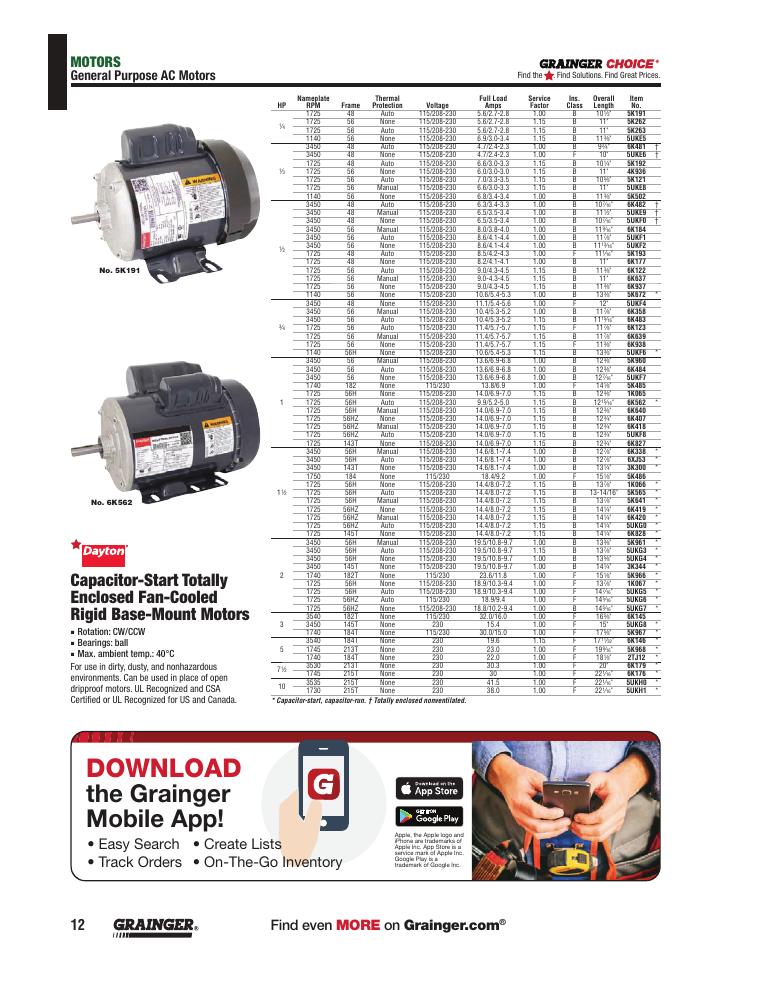 MOTORS
General Purpose AC Motors
GRAINGER CHOICE
Find the ★. Find Solutions. Find Great Prices.
No. 5K191
No. 6K562
Dayton
Capacitor-Start Totally
Enclosed Fan-Cooled
Rigid Base-Mount Motors
▪ Rotation: CW/CCW
▪ Bearings: ball
▪ Max. ambient temp.: 40°C
For use in dirty, dusty, and nonhazardous
environments. Can be used in place of open
dripproof motors. UL Recognized and CSA
Certified or UL Recognized for US and Canada.
HP Nameplate RPM Frame Thermal Protection Voltage Full Load Amps Service Factor Ins. Class Overall Length Item No.
¼
1725 48 Auto 115/208-230 5.6/2.7-2.8 1.00 B 10½" 5K191
1725 56 None 115/208-230 5.6/2.7-2.8 1.15 B 11" 5K262
1725 56 Auto 115/208-230 5.6/2.7-2.8 1.15 B 11" 5K263
1140 56 None 115/208-230 6.9/3.0-3.4 1.15 B 11⅜" 5UKE5
⅓
3450 48 Auto 115/208-230 4.7/2.4-2.3 1.00 B 6K481 †
3450 48 None 115/208-230 4.7/2.4-2.3 1.00 F 10" 5UKE6 †
1725 48 Auto 115/208-230 6.6/3.0-3.3 1.15 B 10¼" 5K192
1725 56 None 115/208-230 6.0/3.0-3.0 1.15 B 11" 4K936
1725 56 Auto 115/208-230 7.0/3.3-3.5 1.15 B 10⅝" 5K121
1725 56 Manual 115/208-230 6.6/3.0-3.3 1.15 B 11" 5UKE8
1140 56 None 115/208-230 6.8/3.4-3.4 1.15 B 11⅜" 5K502
½
3450 48 Auto 115/208-230 8.3/3.4-3.3 1.00 B 6K482 †
3450 48 Manual 115/208-230 6.5/3.5-3.4 1.00 B 11½" 5UKE9 †
3450 48 None 115/208-230 6.5/3.5-3.4 1.00 B 5UKF0 †
3450 56 Manual 115/208-230 8.0/3.8-4.0 1.00 B 6K184
3450 56 Auto 115/208-230 8.6/4.1-4.4 1.15 B 11⅞" 5UKF1
3450 56 None 115/208-230 8.6/4.1-4.4 1.00 B 5UKF2
1725 48 Auto 115/208-230 8.5/4.2-4.3 1.00 F 5K193
1725 48 None 115/208-230 8.2/4.1-4.1 1.00 B 11" 6K177
1725 56 Auto 115/208-230 9.0/4.3-4.5 1.15 B 11⅜" 6K122
1725 56 Manual 115/208-230 9.0-4.3-4.5 1.15 B 11" 6K637
1725 56 None 115/208-230 9.0/4.3-4.5 1.15 B 11⅜" 6K937
1140 56 None 115/208-230 10.6/5.4-5.3 1.00 B 13⅜" 5K672 *
¾
3450 48 None 115/208-230 11.1/5.4-5.6 1.00 F 12" 5UKF4
3450 56 Manual 115/208-230 10.4/5.3-5.2 1.00 B 11⅞" 6K358
3450 56 Auto 115/208-230 10.4/5.3-5.2 1.15 B 6K483
1725 56 Auto 115/208-230 11.4/5.7-5.7 1.15 F 11⅞" 6K123
1725 56 Manual 115/208-230 11.4/5.7-5.7 1.15 B 11⅞" 6K639
1725 56 None 115/208-230 11.4/5.7-5.7 1.15 F 11⅜" 6K938
1140 56H None 115/208-230 10.6/5.4-5.3 1.15 B 13⅜" 5UKF6 *
1
3450 56 Manual 115/208-230 13.6/6.9-6.8 1.15 B 12⅜" 5K960
3450 56 Auto 115/208-230 13.6/6.9-6.8 1.00 B 12⅜" 6K484
3450 56 None 115/208-230 13.6/6.9-6.8 1.00 B 5UKF7
1740 182 None 115/230 13.8/6.9 1.00 F 14⅛" 5K485
1725 56H None 115/208-230 14.0/6.9-7.0 1.15 B 12⅜" 1K065
1725 56H Auto 115/208-230 9.9/5.2-5.0 1.15 B 6K562 *
1725 56H Manual 115/208-230 14.0/6.9-7.0 1.15 B 12⅜" 6K640
1725 56HZ None 115/208-230 14.0/6.9-7.0 1.15 B 12¾" 6K407
1725 56HZ Manual 115/208-230 14.0/6.9-7.0 1.15 B 12¾" 6K418
1725 56HZ Auto 115/208-230 14.0/6.9-7.0 1.15 B 12¾" 5UKF8
1725 143T None 115/208-230 14.0/6.9-7.0 1.00 B 12¾" 6K827
1½
3450 56H Manual 115/208-230 14.6/8.1-7.4 1.15 B 12⅞" 6K338 *
3450 56H Auto 115/208-230 14.6/8.1-7.4 1.00 B 12⅞" 6XJ53 *
3450 143T None 115/208-230 14.6/8.1-7.4 1.00 B 13¼" 3K300 *
1750 184 None 115/230 18.4/9.2 1.00 F 15⅛" 5K486
1725 56H None 115/208-230 14.4/8.0-7.2 1.15 B 13⅞" 1K066 *
1725 56H Auto 115/208-230 14.4/8.0-7.2 1.15 B 13-14/16" 5K565 *
1725 56H Manual 115/208-230 14.4/8.0-7.2 1.15 B 13⅞" 5K641 *
1725 56HZ None 115/208-230 14.4/8.0-7.2 1.15 B 14¼" 6K419 *
1725 56HZ Manual 115/208-230 14.4/8.0-7.2 1.15 B 14¼" 6K420 *
1725 56HZ Auto 115/208-230 14.4/8.0-7.2 1.15 B 14¼" 5UKG0 *
1725 145T None 115/208-230 14.4/8.0-7.2 1.15 B 14¼" 6K828 *
2
3450 56H Manual 115/208-230 19.5/10.8-9.7 1.00 B 13⅜" 5K961 *
3450 56H Auto 115/208-230 19.5/10.8-9.7 1.15 B 13⅞" 5UKG3 *
3450 56H None 115/208-230 19.5/10.8-9.7 1.00 B 13⅜" 5UKG4 *
3450 145T None 115/208-230 19.5/10.8-9.7 1.00 B 14¼" 3K344 *
1740 182T None 115/230 23.6/11.8 1.00 F 15⅛" 5K966 *
1725 56H None 115/208-230 18.9/10.3-9.4 1.00 F 13⅞" 1K067 *
1725 56H Auto 115/208-230 18.9/10.3-9.4 1.15 F 5UKG5 *
1725 56HZ Auto 115/230 18.9/9.4 1.00 F 5UKG6 *
1725 56HZ None 115/208-230 18.8/10.2-9.4 1.15 B 5UKG7 *
3
3540 182T None 115/230 32.0/16.0 1.00 F 16⅝" 6K145 *
3450 145T None 230 15.4 1.00 F 15" 5UKG8 *
1740 184T None 115/230 30.0/15.0 1.00 F 17⅝" 5K967 *
5
3540 184T None 230 19.6 1.15 F 6K146 *
1745 213T None 230 23.0 1.00 F 5K968 *
1740 184T None 230 22.0 1.00 F 18⅛" 2TJ12 *
7½
3530 213T None 230 30.3 1.00 F 20" 6K179 *
1745 215T None 230 30 1.00 F 6K176 *
10
3535 215T None 230 41.5 1.00 F 5UKH0 *
1730 215T None 230 38.0 1.00 F 5UKH1 *
* Capacitor-start, capacitor-run. † Totally enclosed nonventilated.
DOWNLOAD
the Grainger
Mobile App!
• Easy Search • Create Lists
• Track Orders • On-The-Go Inventory
G
Download on the
App Store
GET IT ON
Google Play
Apple, the Apple logo and
iPhone are trademarks of
Apple Inc. App Store is a
service mark of Apple Inc.
Google Play is a
trademark of Google Inc.
12 GRAINGER® Find even MORE on Grainger.com®